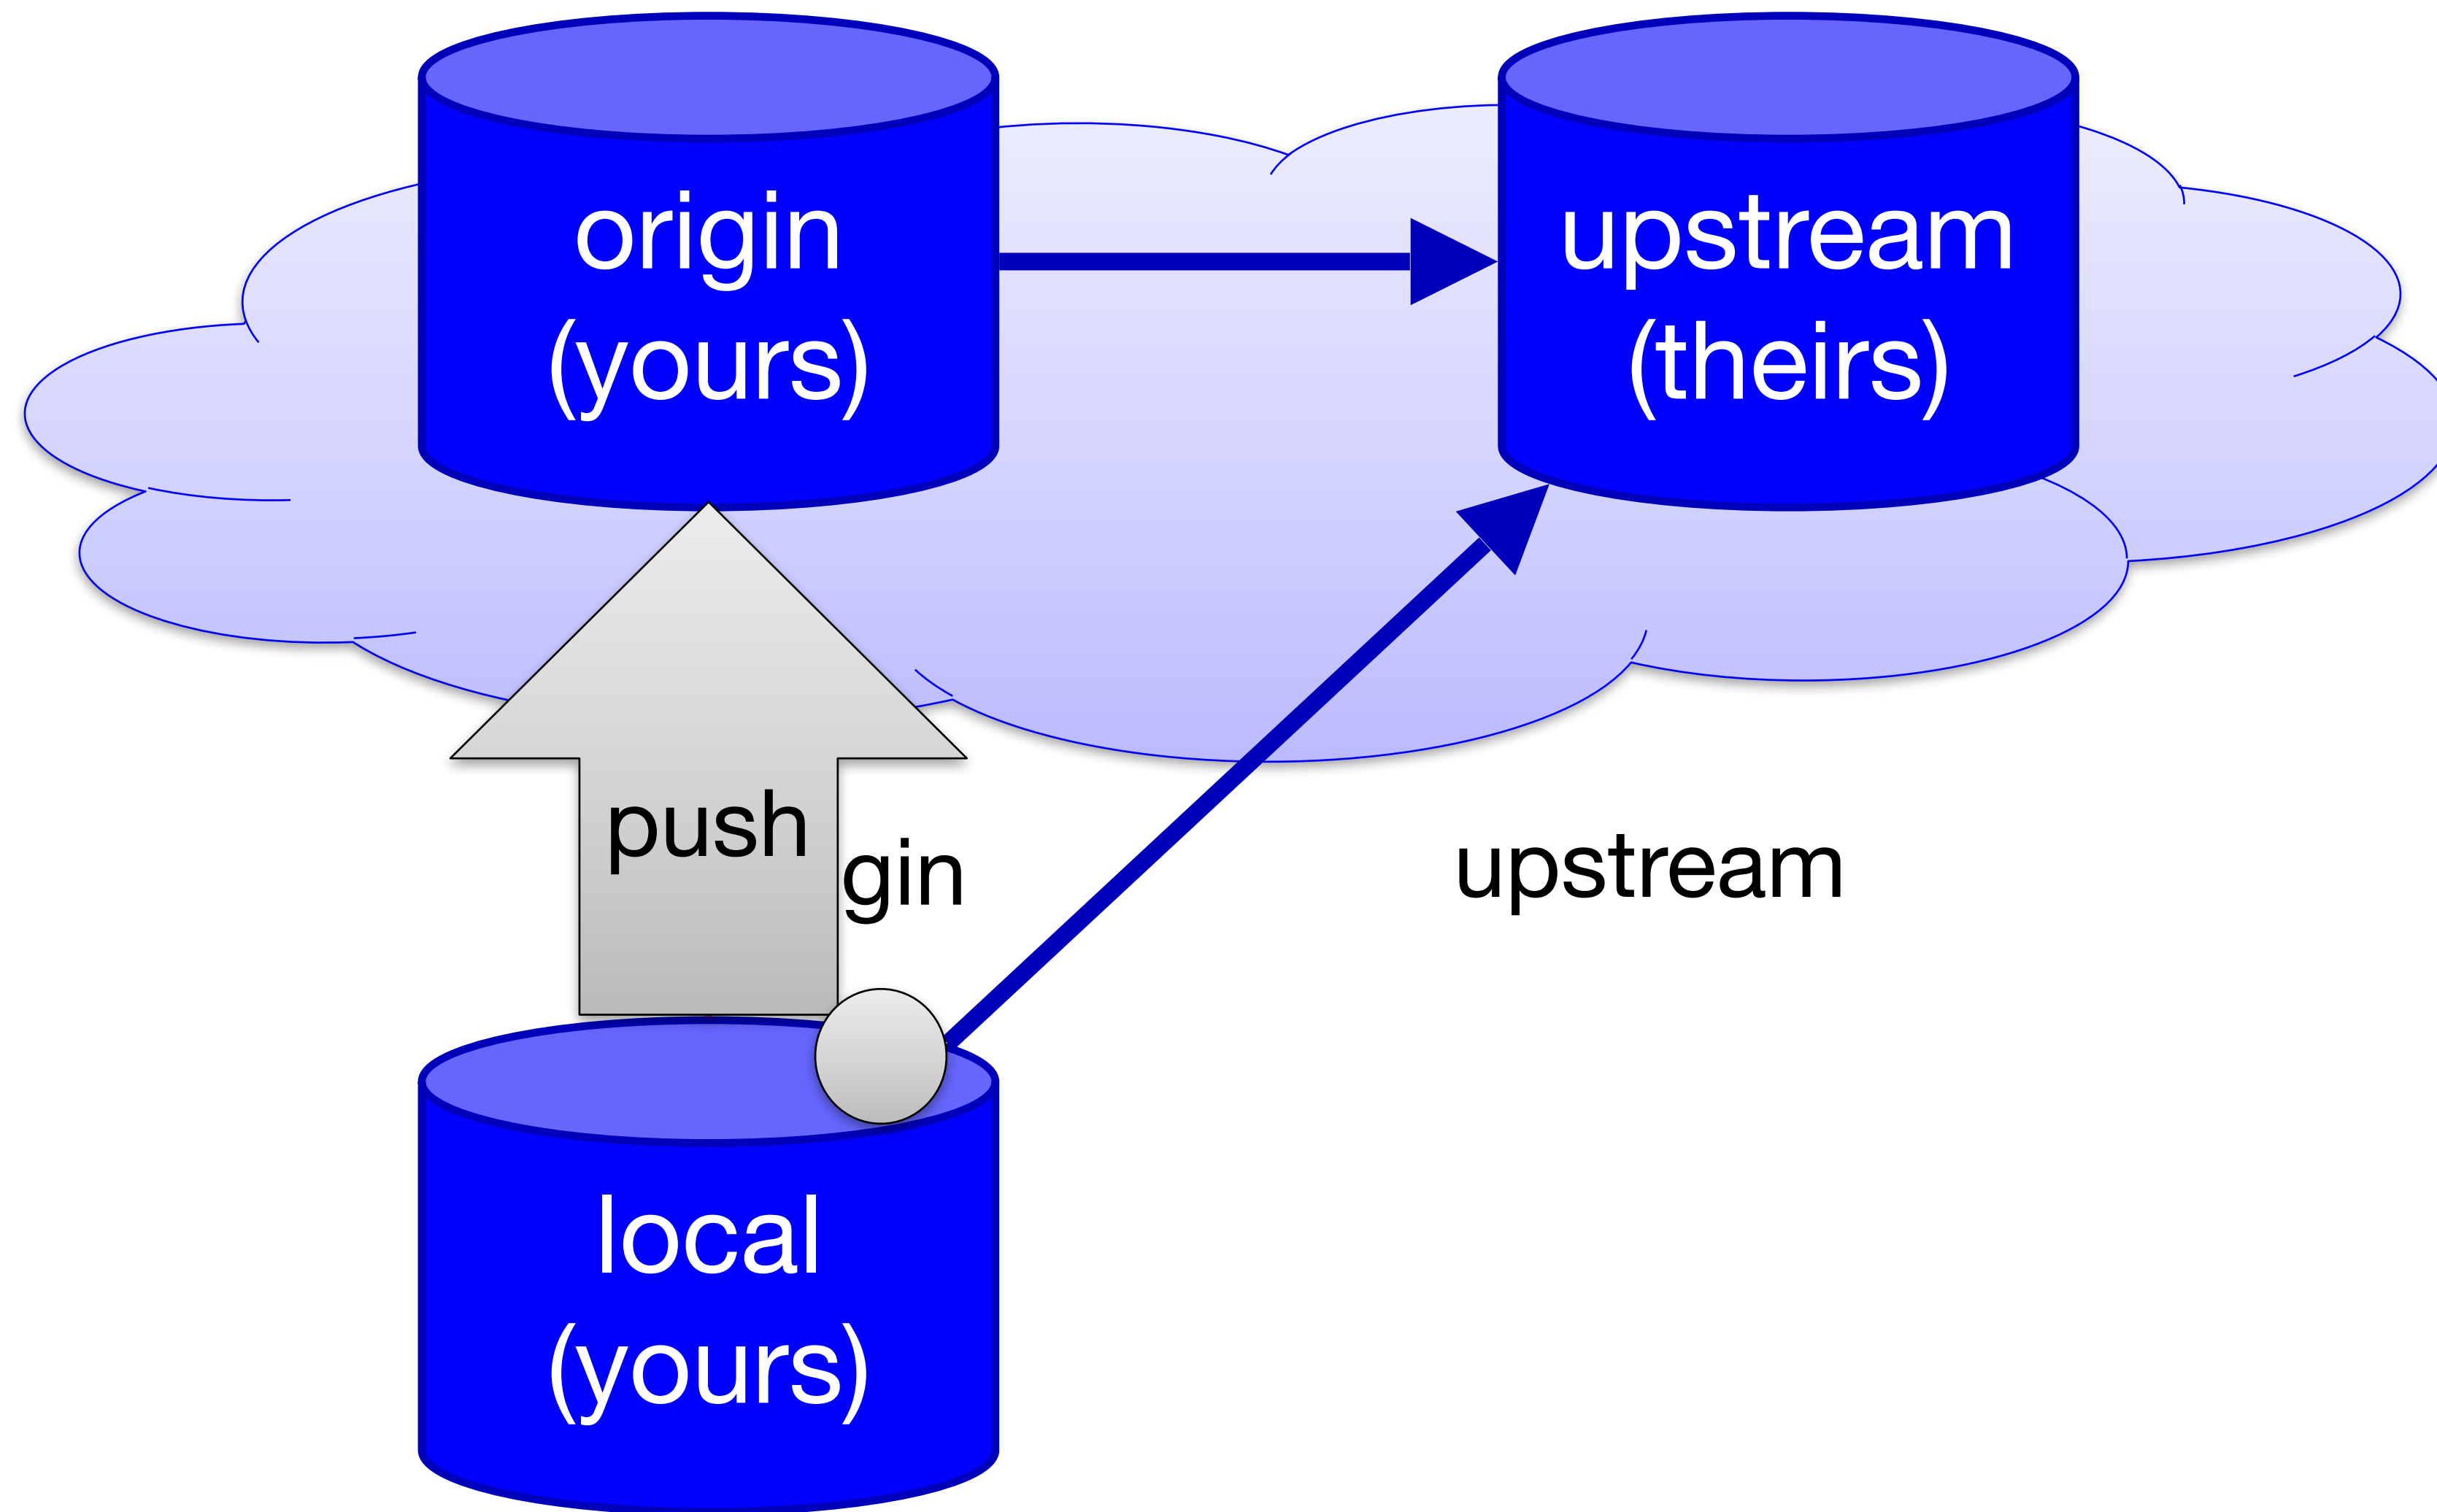 origin
(yours)
upstream
(theirs)
push
gin
upstream
local
(yours)